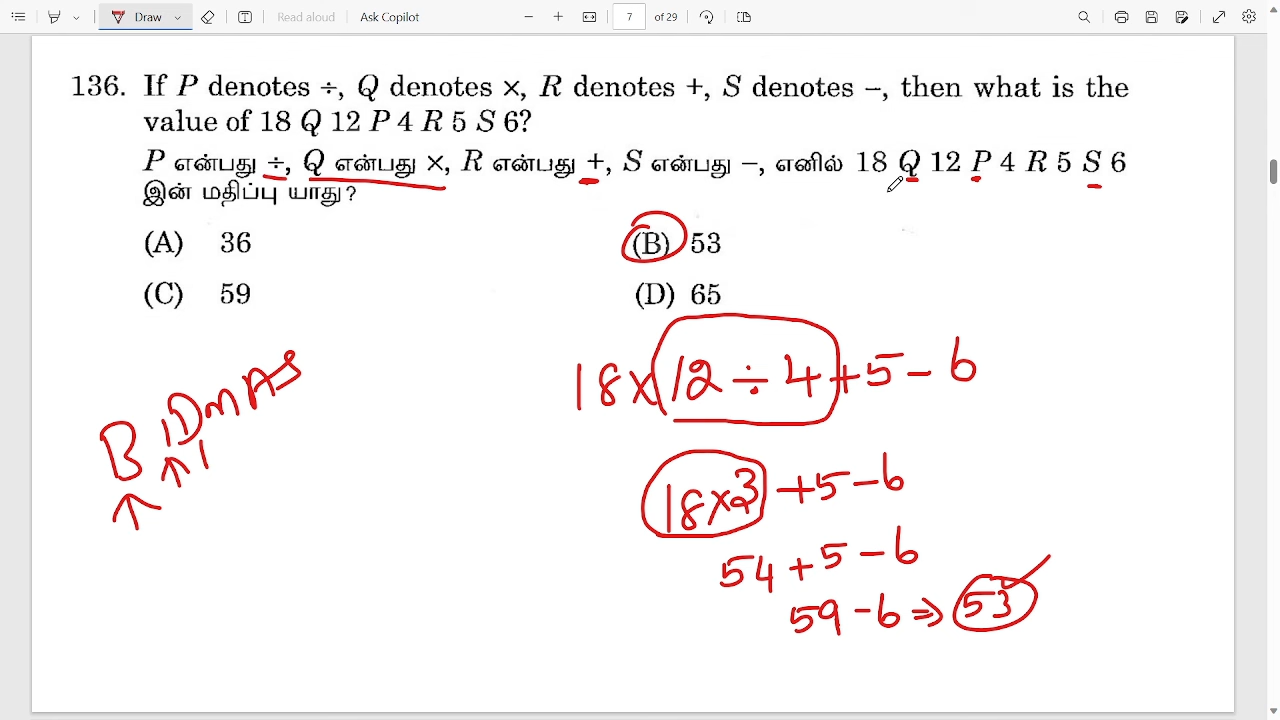 Draw
Read aloud
Ask Copilot
7
of 29
136. If P denotes ÷, Q denotes ×, R denotes +, S denotes –, then what is the
value of 18 Q 12 P 4 R 5 S 6?
P என்பது ÷, Q என்பது ×, R என்பது +, S என்பது –, எனில் 18 Q 12 P 4 R 5 S 6
இன் மதிப்பு யாது?
(A) 36
(B) 53
(C) 59
(D) 65
18×12÷4+5-6
BIDMAS
18×3+5-6
54+5-6
59-6⇒53